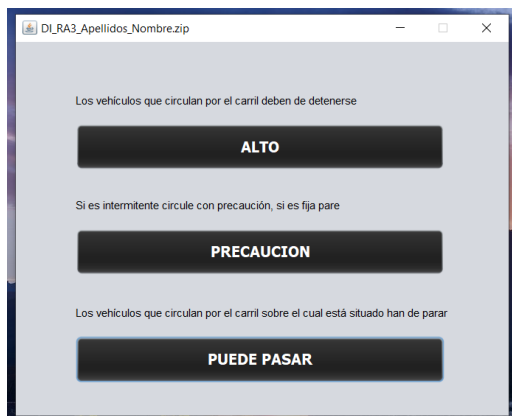 DI_RA3_Apellidos_Nombre.zip
Los vehículos que circulan por el carril deben de detenerse
ALTO
Si es intermitente circule con precaución, si es fija pare
PRECAUCION
Los vehículos que circulan por el carril sobre el cual está situado han de parar
PUEDE PASAR